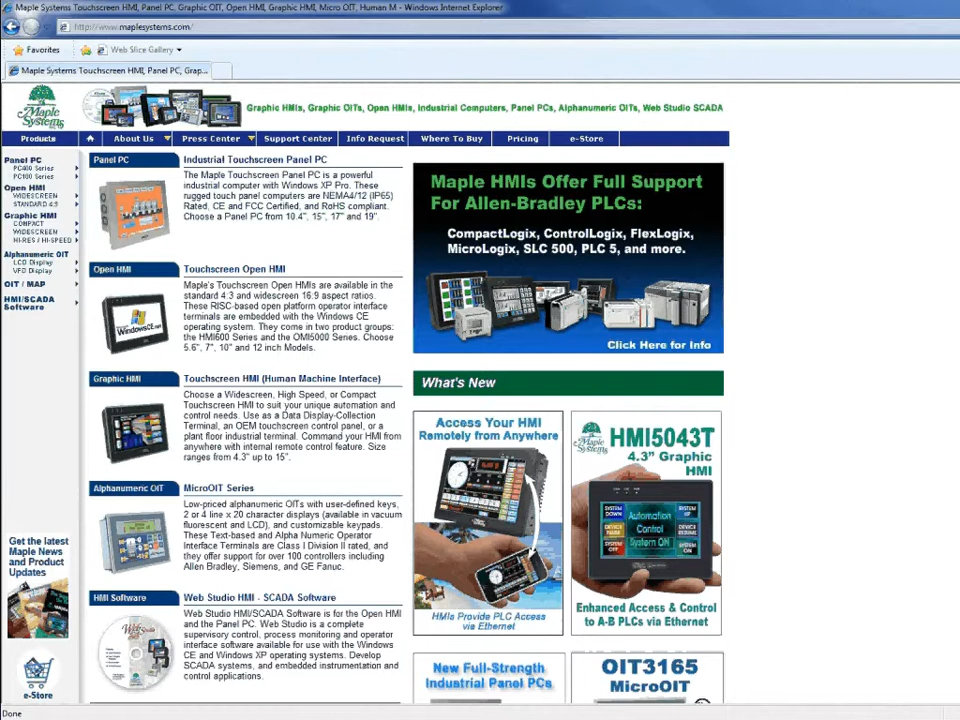 Maple Systems Touchscreen HMI, Panel PC, Graphic OIT, Open HMI, Graphic HMI, Micro OIT, Human M - Windows Internet Explorer
http://www.maplesystems.com/
Favorites
Web Slice Gallery
Maple Systems Touchscreen HMI, Panel PC, Grap...
Maple Systems
Graphic HMIs, Graphic OITs, Open HMIs, Industrial Computers, Panel PCs, Alphanumeric OITs, Web Studio SCADA
Products
About Us
Press Center
Support Center
Info Request
Where To Buy
Pricing
e-Store
Panel PC
PC400 Series
PC100 Series
Open HMI
WIDESCREEN
STANDARD 4:3
Graphic HMI
COMPACT
WIDESCREEN
HI-RES / HI-SPEED
Alphanumeric OIT
LCD Display
VFD Display
OIT / MAP
HMI/SCADA
Software
Get the latest
Maple News
and Product
Updates
e-Store
Panel PC
Industrial Touchscreen Panel PC
The Maple Touchscreen Panel PC is a powerful
industrial computer with Windows XP Pro. These
rugged touch panel computers are NEMA4/12 (IP65)
Rated, CE and FCC Certified, and RoHS compliant.
Choose a Panel PC from 10.4", 15", 17" and 19".
Open HMI
Touchscreen Open HMI
Maple's Touchscreen Open HMIs are available in the
standard 4:3 and widescreen 16:9 aspect ratios.
These RISC-based open platform operator interface
terminals are embedded with the Windows CE
operating system. They come in two product groups:
the HMI600 Series and the OMI5000 Series. Choose
5.6", 7", 10" and 12 inch Models.
WindowsCE.net
Graphic HMI
Touchscreen HMI (Human Machine Interface)
Choose a Widescreen, High Speed, or Compact
Touchscreen HMI to suit your unique automation and
control needs. Use as a Data Display-Collection
Terminal, an OEM touchscreen control panel, or a
plant floor industrial terminal. Command your HMI from
anywhere with internal remote control feature. Size
ranges from 4.3" up to 15".
Alphanumeric OIT
MicroOIT Series
Low-priced alphanumeric OITs with user-defined keys,
2 or 4 line x 20 character displays (available in vacuum
fluorescent and LCD), and customizable keypads.
These Text-based and Alpha Numeric Operator
Interface Terminals are Class I Division II rated, and
they offer support for over 100 controllers including
Allen Bradley, Siemens, and GE Fanuc.
HMI Software
Web Studio HMI - SCADA Software
Web Studio HMI/SCADA Software is for the Open HMI
and the Panel PC. Web Studio is a complete
supervisory control, process monitoring and operator
interface software available for use with the Windows
CE and Windows XP operating systems. Develop
SCADA systems, and embedded instrumentation and
control applications.
Maple HMIs Offer Full Support
For Allen-Bradley PLCs:
CompactLogix, ControlLogix, FlexLogix,
MicroLogix, SLC 500, PLC 5, and more.
Click Here for Info
What's New
Access Your HMI
Remotely from Anywhere
HMIs Provide PLC Access
via Ethernet
Maple Systems
HMI5043T
4.3" Graphic
HMI
SYSTEM DOWN
SYSTEM UP
Automation
Control
System ON
SYSTEM OFF
SYSTEM ON
Enhanced Access & Control
to A-B PLCs via Ethernet
New Full-Strength
Industrial Panel PCs
OIT3165
MicroOIT
Done